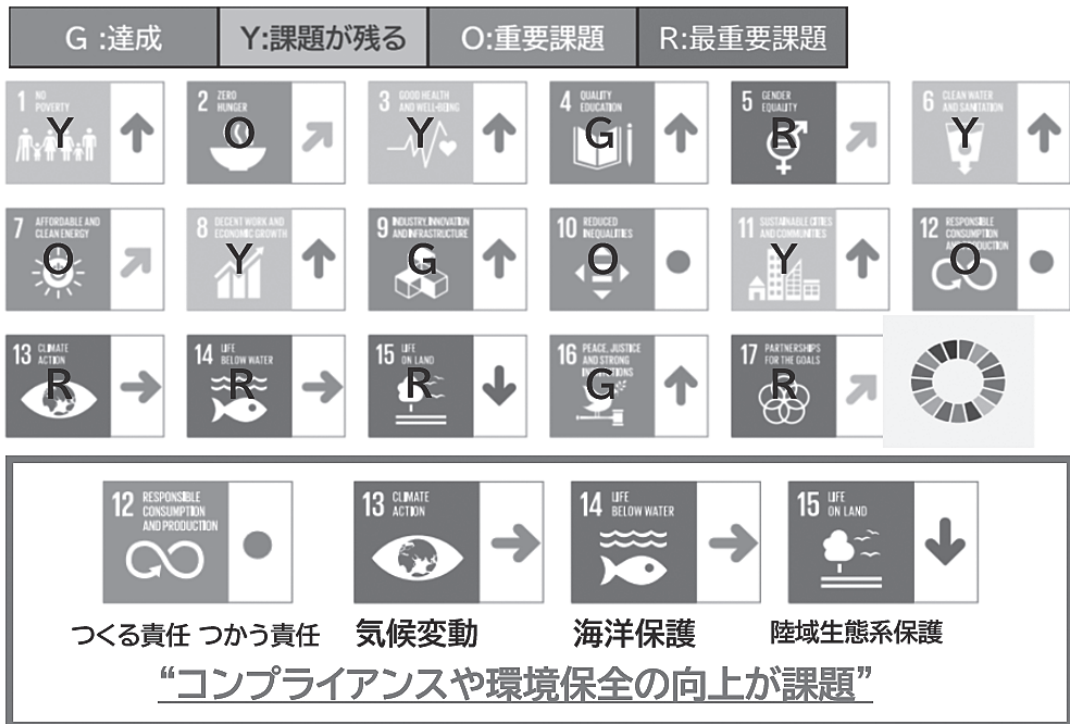 G :達成 Y:課題が残る O:重要課題 R:最重要課題
1 NO
POVERTY
Y
2 ZERO
HUNGER
O
3 GOOD HEALTH
AND WELL-BEING
Y
4 QUALITY
EDUCATION
G
5 GENDER
EQUALITY
R
6 CLEAN WATER
AND SANITATION
Y
7 AFFORDABLE AND
CLEAN ENERGY
O
8 DECENT WORK AND
ECONOMIC GROWTH
Y
9 INDUSTRY, INNOVATION
AND INFRASTRUCTURE
G
10 REDUCED
INEQUALITIES
O
11 SUSTAINABLE CITIES
AND COMMUNITIES
Y
12 RESPONSIBLE
CONSUMPTION
AND PRODUCTION
O
13 CLIMATE
ACTION
R
14 LIFE
BELOW WATER
R
15 LIFE
ON LAND
R
16 PEACE, JUSTICE
AND STRONG
INSTITUTIONS
G
17 PARTNERSHIPS
FOR THE GOALS
R
12 RESPONSIBLE
CONSUMPTION
AND PRODUCTION
13 CLIMATE
ACTION
14 LIFE
BELOW WATER
15 LIFE
ON LAND
つくる責任 つかう責任
気候変動
海洋保護
陸域生態系保護
“コンプライアンスや環境保全の向上が課題”